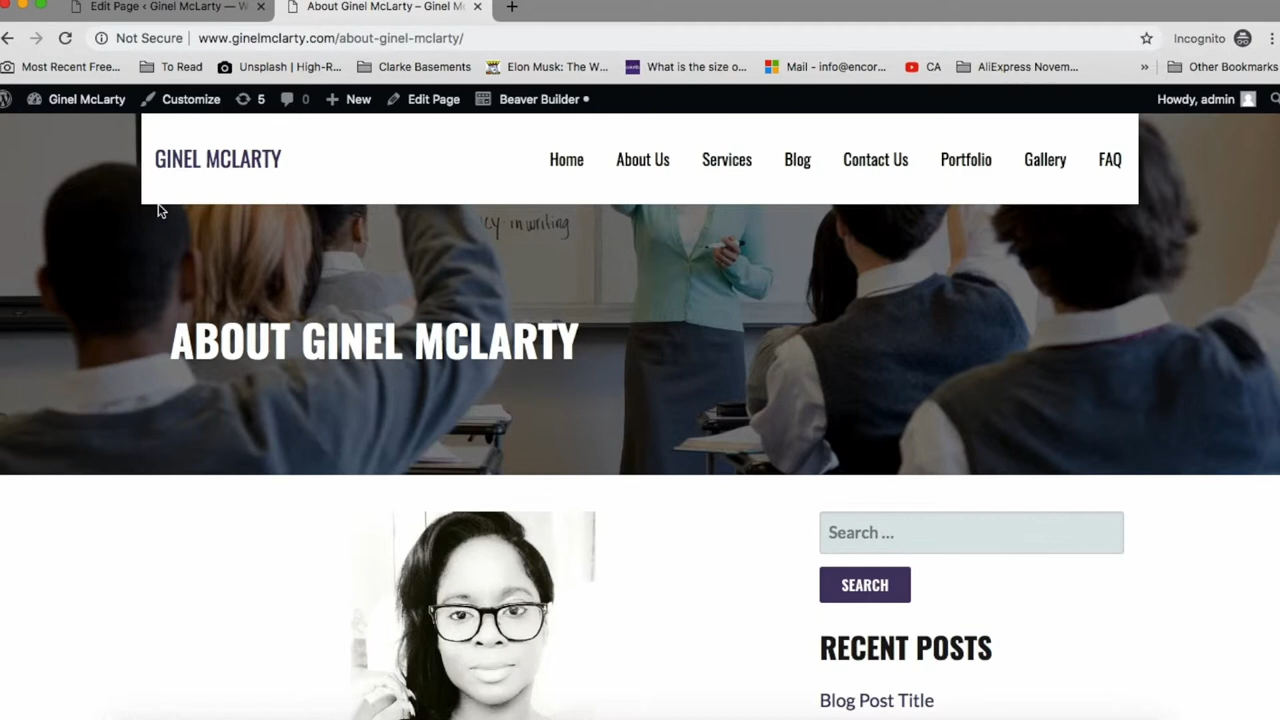 Edit Page ‹ Ginel McLarty — W
About Ginel McLarty – Ginel Mc
Not Secure | www.ginelmclarty.com/about-ginel-mclarty/
Incognito
Most Recent Free...
To Read
Unsplash | High-R...
Clarke Basements
Elon Musk: The W...
What is the size o...
Mail - info@encor...
CA
AliExpress Novem...
»
Other Bookmarks
Ginel McLarty
Customize
5
0
New
Edit Page
Beaver Builder
Howdy, admin
GINEL MCLARTY
Home
About Us
Services
Blog
Contact Us
Portfolio
Gallery
FAQ
in writing
ABOUT GINEL MCLARTY
Search ...
SEARCH
RECENT POSTS
Blog Post Title